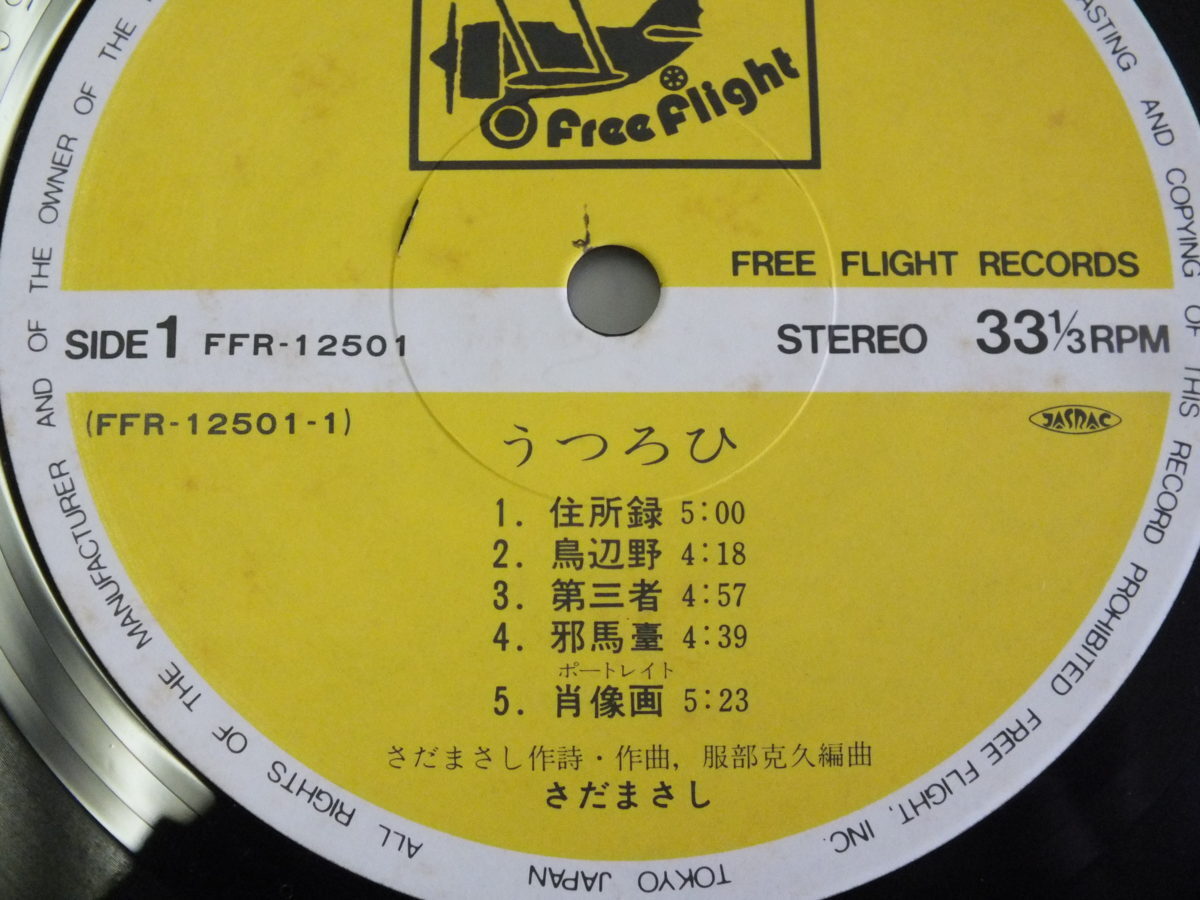 Free Flight
FREE FLIGHT RECORDS
SIDE 1 FFR-12501
STEREO 33 1/3 RPM
(FFR-12501-1)
JASRAC
うつろひ
1. 住所録 5:00
2. 鳥辺野 4:18
3. 第三者 4:57
4. 邪馬臺 4:39
ポートレイト
5. 肖像画 5:23
さだまさし作詩・作曲, 服部克久編曲
さだまさし
ALL RIGHTS OF THE MANUFACTURER AND OF THE OWNER OF THE
ASTING AND COPYING OF THIS RECORD PROHIBITED FREE FLIGHT, INC.
TOKYO JAPAN